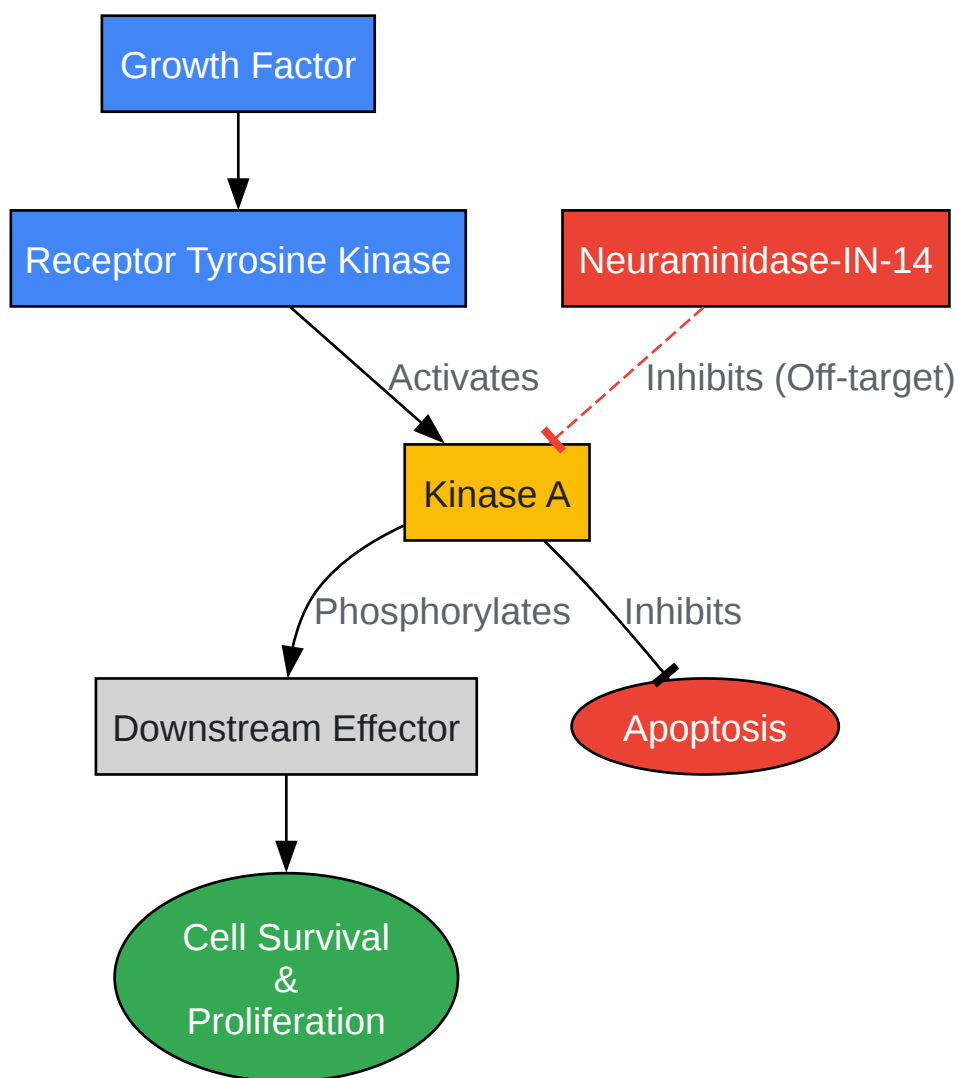 Growth Factor
Receptor Tyrosine Kinase
Neuraminidase-IN-14
Activates
Inhibits (Off-target)
Kinase A
Phosphorylates
Inhibits
Downstream Effector
Apoptosis
Cell Survival
&
Proliferation